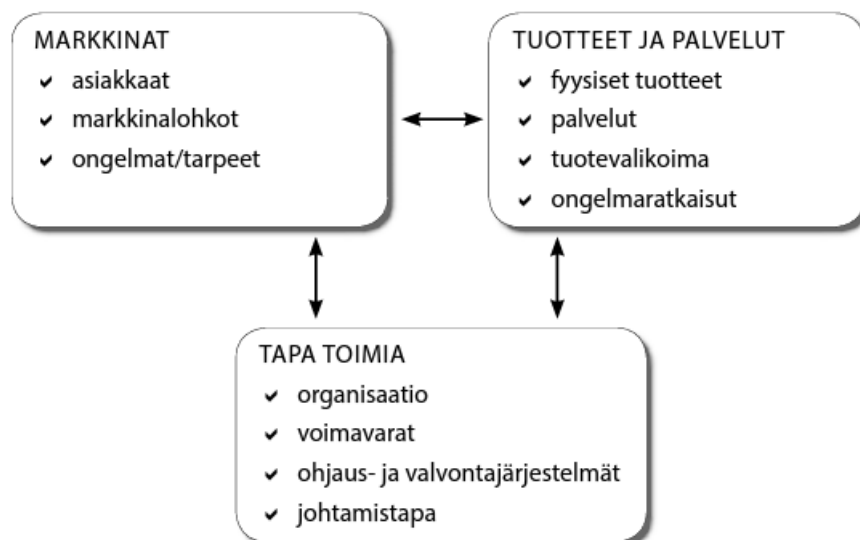 MARKKINAT
asiakkaat
markkinalohkot
ongelmat/tarpeet
TUOTTEET JA PALVELUT
fyysiset tuotteet
palvelut
tuotevalikoima
ongelmaratkaisut
TAPA TOIMIA
organisaatio
voimavarat
ohjaus- ja valvontajärjestelmät
johtamistapa